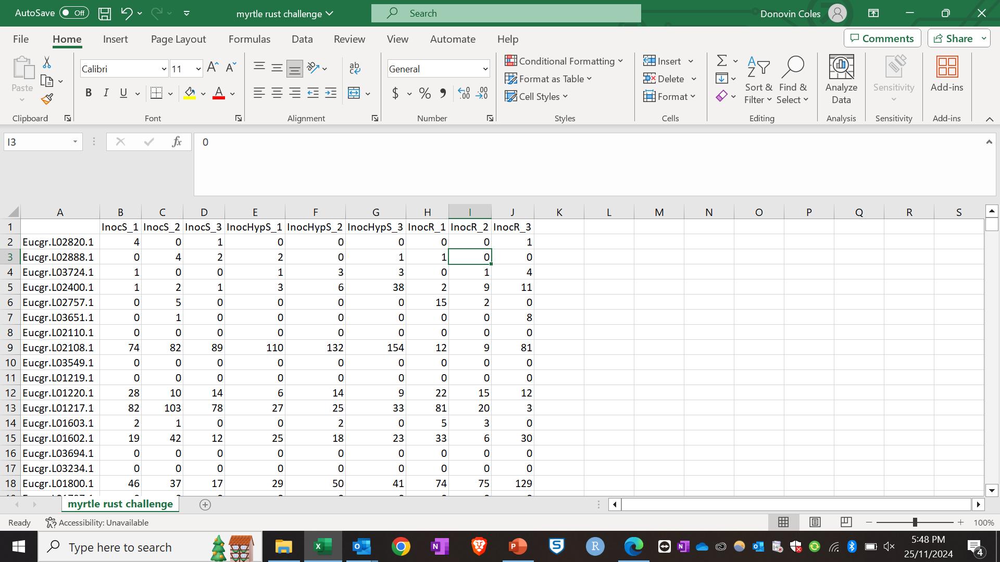 AutoSave Off myrtle rust challenge Search Donovin Coles
File Home Insert Page Layout Formulas Data Review View Automate Help Comments Share
Paste Calibri 11 General Conditional Formatting Insert
Format as Table Delete
Cell Styles Format
Sort & Filter Find & Select Analyze Data Sensitivity Add-ins
Clipboard Font Alignment Number Styles Cells Editing Analysis Sensitivity Add-ins
I3 fx 0
A B C D E F G H I J K L M N O P Q R S
1 InocS_1 InocS_2 InocS_3 InocHypS_1 InocHypS_2 InocHypS_3 InocR_1 InocR_2 InocR_3
2 Eucgr.L02820.1 4 0 1 0 0 0 0 0 1
3 Eucgr.L02888.1 0 4 2 2 0 1 1 0 0
4 Eucgr.L03724.1 1 0 0 1 3 3 0 1 4
5 Eucgr.L02400.1 1 2 1 3 6 38 2 9 11
6 Eucgr.L02757.1 0 5 0 0 0 0 15 2 0
7 Eucgr.L03651.1 0 1 0 0 0 0 0 0 8
8 Eucgr.L02110.1 0 0 0 0 0 0 0 0 0
9 Eucgr.L02108.1 74 82 89 110 132 154 12 9 81
10 Eucgr.L03549.1 0 0 0 0 0 0 0 0 0
11 Eucgr.L01219.1 0 0 0 0 0 0 0 0 0
12 Eucgr.L01220.1 28 10 14 6 14 9 22 15 12
13 Eucgr.L01217.1 82 103 78 27 25 33 81 20 3
14 Eucgr.L01603.1 2 1 0 0 2 0 5 3 0
15 Eucgr.L01602.1 19 42 12 25 18 23 33 6 30
16 Eucgr.L03694.1 0 0 0 0 0 0 0 0 0
17 Eucgr.L03234.1 0 0 0 0 0 0 0 0 0
18 Eucgr.L01800.1 46 37 17 29 50 41 74 75 129
myrtle rust challenge
Ready Accessibility: Unavailable 100%
Type here to search 5:48 PM
25/11/2024 4